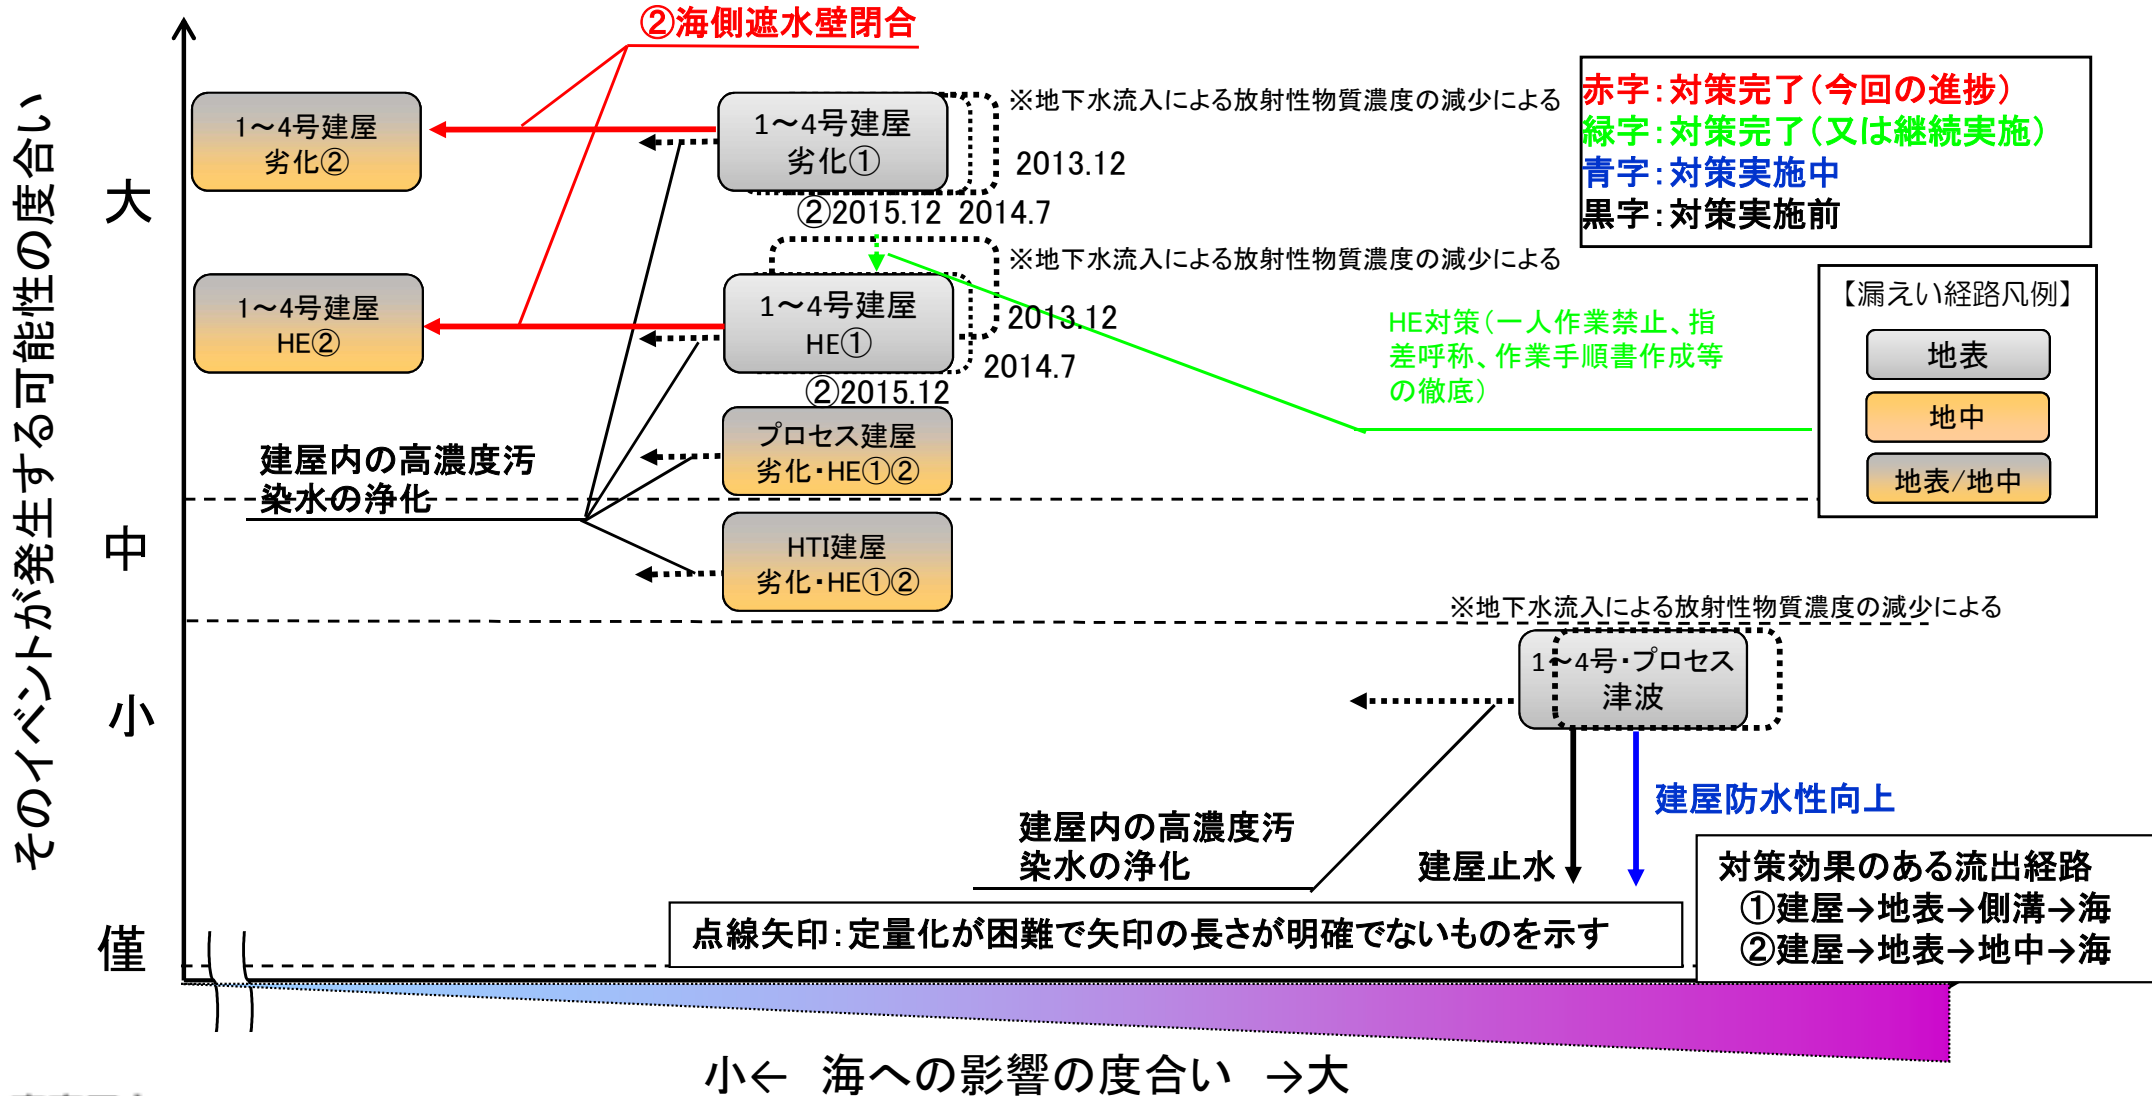 ②海側遮水壁閉合
そのイベントが発生する可能性の度合い
大
中
小
僅
1～4号建屋
劣化②
1～4号建屋
劣化①
※地下水流入による放射性物質濃度の減少による
2013.12
②2015.12 2014.7
赤字：対策完了（今回の進捗）
緑字：対策完了（又は継続実施）
青字：対策実施中
黒字：対策実施前
1～4号建屋
HE②
1～4号建屋
HE①
※地下水流入による放射性物質濃度の減少による
2013.12
2014.7
②2015.12
HE対策（一人作業禁止、指
差呼称、作業手順書作成等
の徹底）
【漏えい経路凡例】
地表
地中
地表/地中
プロセス建屋
劣化・HE①②
建屋内の高濃度汚
染水の浄化
HTI建屋
劣化・HE①②
※地下水流入による放射性物質濃度の減少による
1～4号・プロセス
津波
建屋防水性向上
建屋内の高濃度汚
染水の浄化
建屋止水
対策効果のある流出経路
①建屋→地表→側溝→海
②建屋→地表→地中→海
点線矢印：定量化が困難で矢印の長さが明確でないものを示す
小← 海への影響の度合い →大